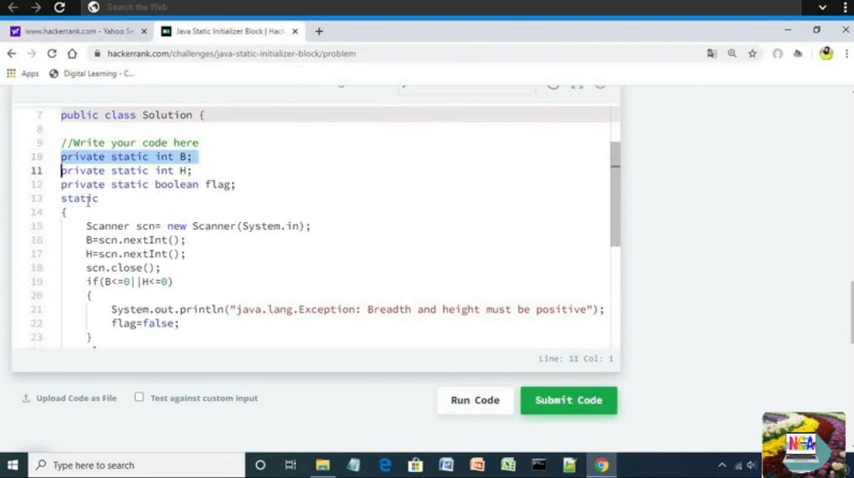 Search the Web
www.hackerrank.com - Yahoo Se
Java Static Initializer Block | Hac
hackerrank.com/challenges/java-static-initializer-block/problem
Apps
Digital Learning - C...
7 public class Solution {
8
9 //Write your code here
10 private static int B;
11 private static int H;
12 private static boolean flag;
13 static
14 {
15 Scanner scn= new Scanner(System.in);
16 B=scn.nextInt();
17 H=scn.nextInt();
18 scn.close();
19 if(B<=0||H<=0)
20 {
21 System.out.println("java.lang.Exception: Breadth and height must be positive");
22 flag=false;
23 }
Line: 11 Col: 1
Upload Code as File
Test against custom input
Run Code
Submit Code
NGA
Type here to search